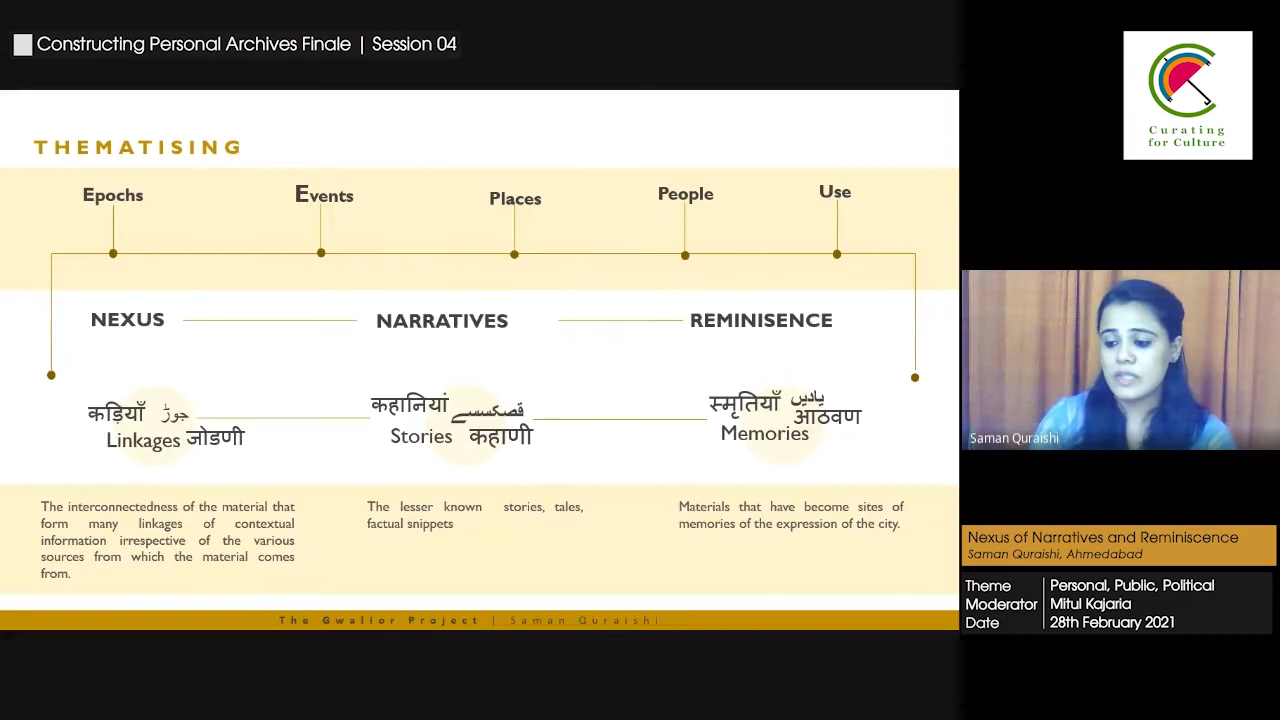 Constructing Personal Archives Finale | Session 04
Curating
for Culture
THEMATISING
Epochs
Events
Places
People
Use
NEXUS
NARRATIVES
REMINISENCE
कड़ियाँ جوڑ
Linkages जोडणी
कहानियां قصکسسے
Stories कहाणी
स्मृतियाँ یادیں
आठवण
Memories
The interconnectedness of the material that
form many linkages of contextual
information irrespective of the various
sources from which the material comes
from.
The lesser known stories, tales,
factual snippets
Materials that have become sites of
memories of the expression of the city.
The Gwalior Project | Saman Quraishi
Saman Quraishi
Nexus of Narratives and Reminiscence
Saman Quraishi, Ahmedabad
Theme Personal, Public, Political
Moderator Mitul Kajaria
Date 28th February 2021